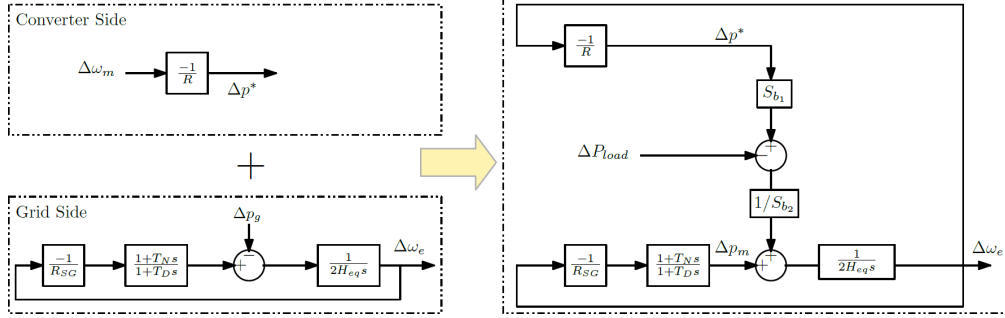 Converter Side
Δω_m
-1
R
Δp*
+
Grid Side
Δp_g
-1
R_SG
1+T_N s
1+T_D s
+
−
1
2H_eq s
Δω_e
-1
R
Δp*
S_b₁
ΔP_load
−
+
1/S_b₂
-1
R_SG
1+T_N s
1+T_D s
Δp_m
+
+
1
2H_eq s
Δω_e